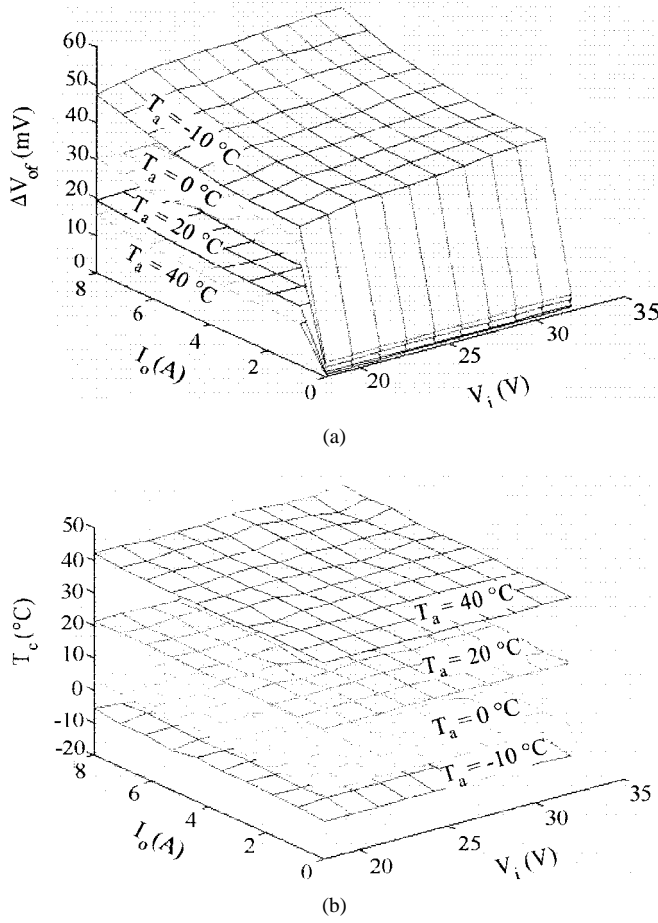 60
50
40
30
20
10
0
ΔV_of (mV)
T_a = -10 °C
T_a = 0 °C
T_a = 20 °C
T_a = 40 °C
8
6
4
2
0
I_o (A)
20
25
30
35
V_i (V)
(a)
50
40
30
20
10
0
-10
-20
T_c (°C)
T_a = 40 °C
T_a = 20 °C
T_a = 0 °C
T_a = -10 °C
8
6
4
2
0
I_o (A)
20
25
30
35
V_i (V)
(b)